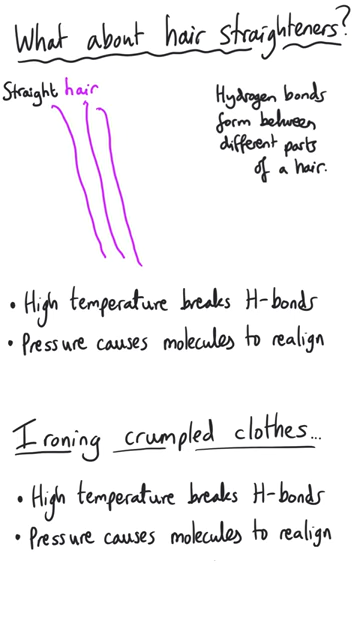 What about hair straighteners?
Straight hair
Hydrogen bonds
form between
different parts
of a hair.
• High temperature breaks H-bonds
• Pressure causes molecules to realign
Ironing crumpled clothes...
• High temperature breaks H-bonds
• Pressure causes molecules to realign